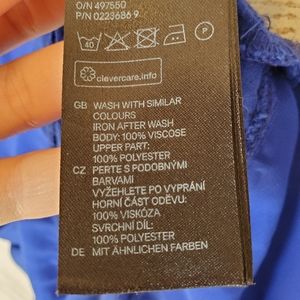 O/N 497550
P/N 0223686 9
40
P
clevercare.info
GB WASH WITH SIMILAR
COLOURS
IRON AFTER WASH
BODY: 100% VISCOSE
UPPER PART:
100% POLYESTER
CZ PERTE S PODOBNÝMI
BARVAMI
VYŽEHLETE PO VYPRÁNÍ
HORNÍ ČÁST ODĚVU:
100% VISKÓZA
SVRCHNÍ DÍL:
100% POLYESTER
DE MIT ÄHNLICHEN FARBEN